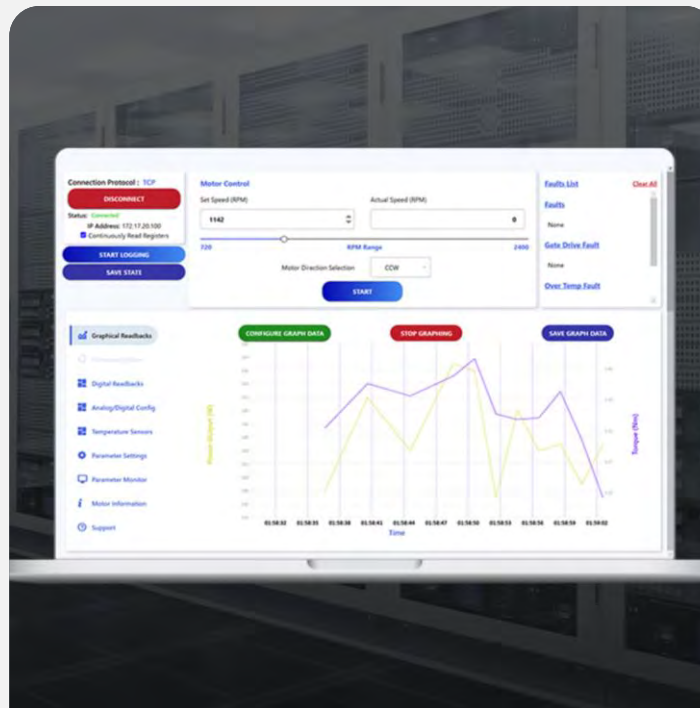 Connection Protocol : TCP
DISCONNECT
Status: Connected
IP Address: 172.17.20.100
Continuously Read Registers
START LOGGING
SAVE STATE
Motor Control
Set Speed (RPM)
Actual Speed (RPM)
1142
0
720
RPM Range
2400
Motor Direction Selection
CCW
START
Faults List
Clear All
Faults
None
Gate Drive Fault
None
Over Temp Fault
Graphical Readbacks
Digital Readbacks
Analog/Digital Config
Temperature Sensors
Parameter Settings
Parameter Monitor
Motor Information
Support
CONFIGURE GRAPH DATA
STOP GRAPHING
SAVE GRAPH DATA
Torque (Nm)
01:58:32 01:58:35 01:58:38 01:58:41 01:58:44 01:58:47 01:58:50 01:58:53 01:58:56 01:58:59 01:59:02
Time